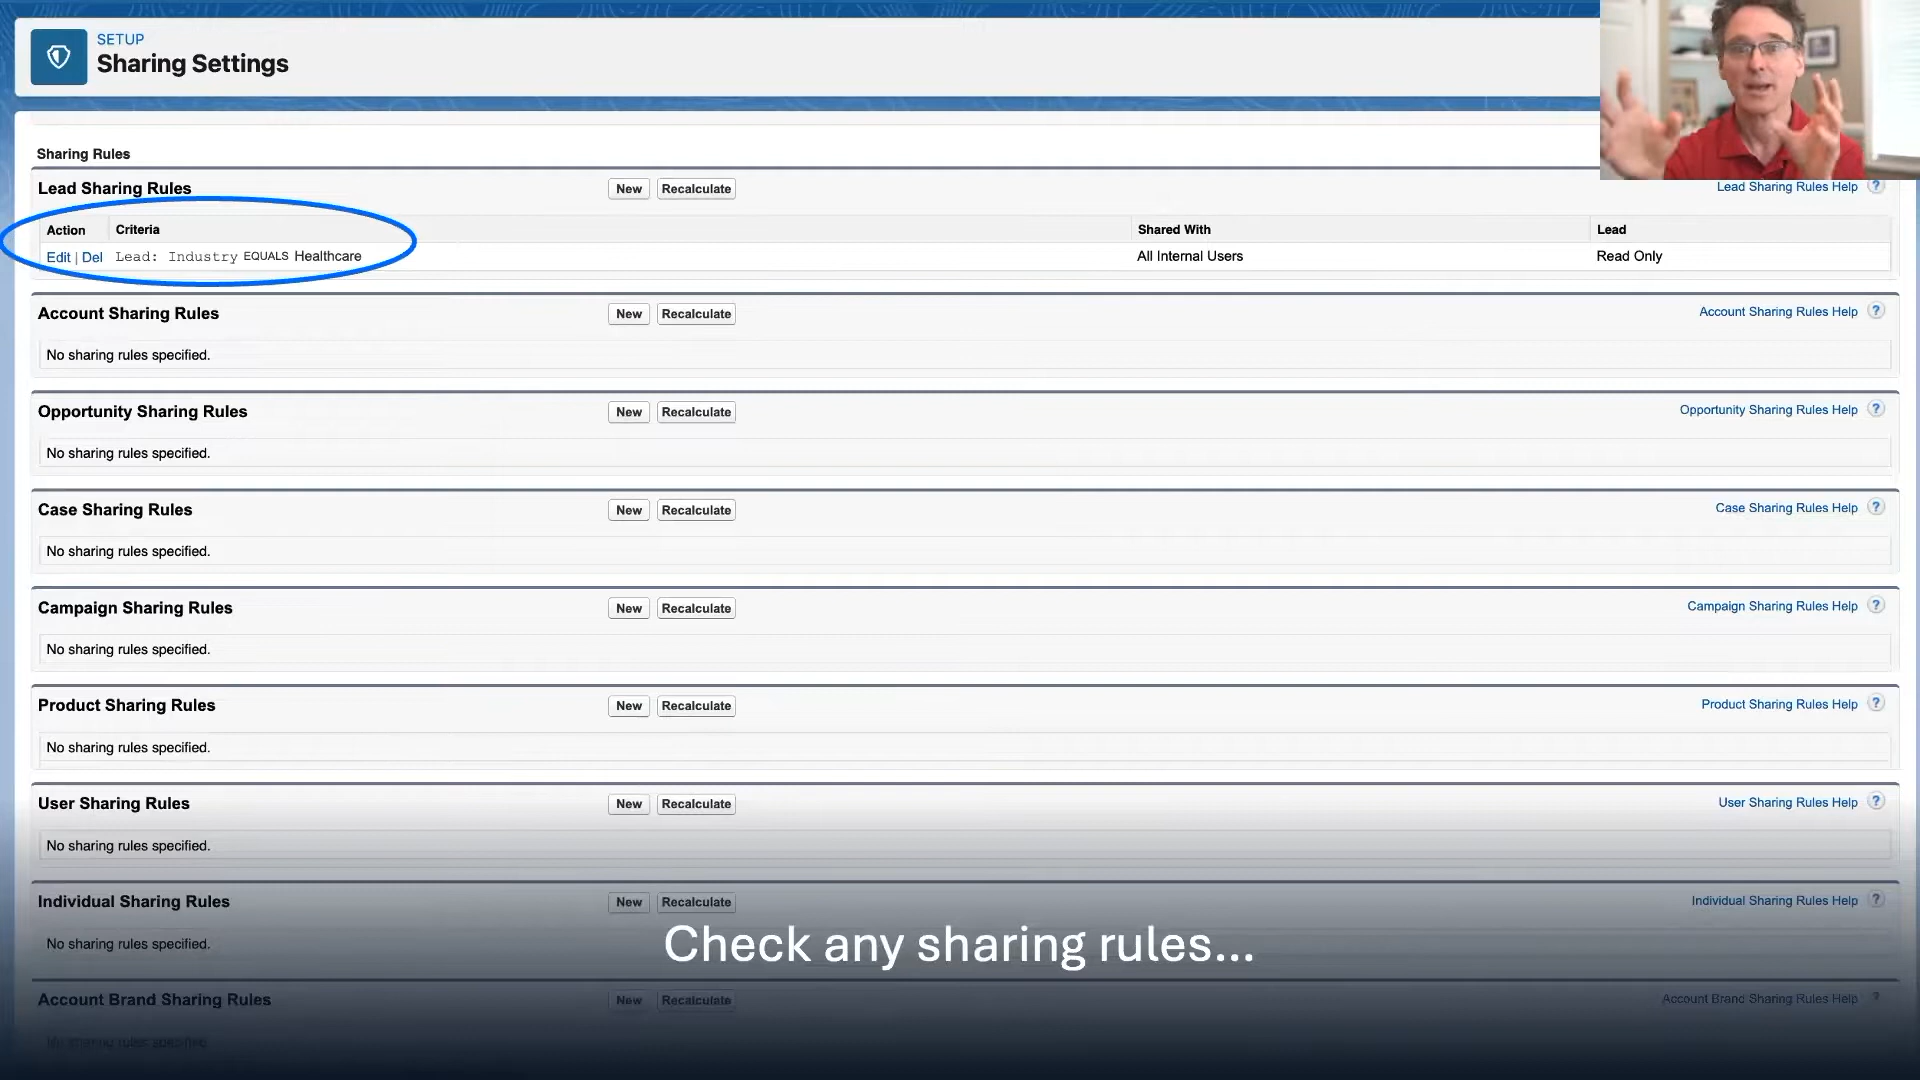 SETUP
Sharing Settings
Sharing Rules
Lead Sharing Rules New Recalculate Lead Sharing Rules Help ?
Action Criteria Shared With Lead
Edit | Del Lead: Industry EQUALS Healthcare All Internal Users Read Only
Account Sharing Rules New Recalculate Account Sharing Rules Help ?
No sharing rules specified.
Opportunity Sharing Rules New Recalculate Opportunity Sharing Rules Help ?
No sharing rules specified.
Case Sharing Rules New Recalculate Case Sharing Rules Help ?
No sharing rules specified.
Campaign Sharing Rules New Recalculate Campaign Sharing Rules Help ?
No sharing rules specified.
Product Sharing Rules New Recalculate Product Sharing Rules Help ?
No sharing rules specified.
User Sharing Rules New Recalculate User Sharing Rules Help ?
No sharing rules specified.
Individual Sharing Rules New Recalculate Individual Sharing Rules Help ?
No sharing rules specified.
Check any sharing rules...
Account Brand Sharing Rules New Recalculate Account Brand Sharing Rules Help ?
No sharing rules specified.